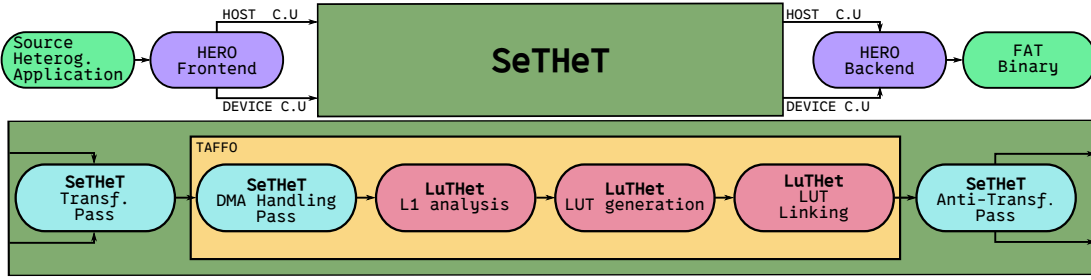 Source
Heterog.
Application
HERO
Frontend
HOST C.U
DEVICE C.U
SeTHeT
HOST C.U
DEVICE C.U
HERO
Backend
FAT
Binary
TAFFO
SeTHeT
Transf.
Pass
SeTHeT
DMA Handling
Pass
LuTHet
L1 analysis
LuTHet
LUT generation
LuTHet
LUT
Linking
SeTHeT
Anti-Transf.
Pass